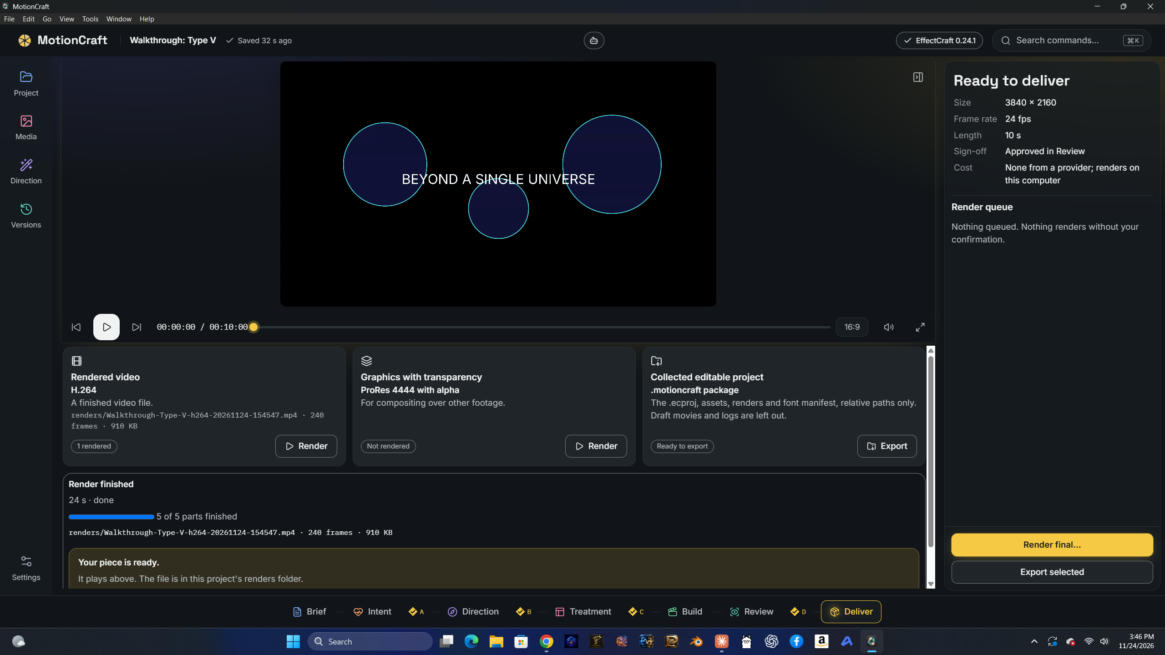 MotionCraft
File Edit Go View Tools Window Help
MotionCraft Walkthrough: Type V Saved 32 s ago
EffectCraft 0.24.1
Search commands... ⌘K
Project
Media
Direction
Versions
Settings
BEYOND A SINGLE UNIVERSE
00:00:00 / 00:10:00
16:9
Rendered video
H.264
A finished video file.
renders/Walkthrough-Type-V-h264-20261124-154547.mp4 · 240
frames · 910 KB
1 rendered
Render
Graphics with transparency
ProRes 4444 with alpha
For compositing over other footage.
Not rendered
Render
Collected editable project
.motioncraft package
The .ecproj, assets, renders and font manifest, relative paths only.
Draft movies and logs are left out.
Ready to export
Export
Render finished
24 s · done
5 of 5 parts finished
renders/Walkthrough-Type-V-h264-20261124-154547.mp4 · 240 frames · 910 KB
Your piece is ready.
It plays above. The file is in this project's renders folder.
Ready to deliver
Size 3840 × 2160
Frame rate 24 fps
Length 10 s
Sign-off Approved in Review
Cost None from a provider; renders on
this computer
Render queue
Nothing queued. Nothing renders without your
confirmation.
Render final...
Export selected
Brief Intent A Direction B Treatment C Build Review D Deliver
Search
3:46 PM
11/24/2026